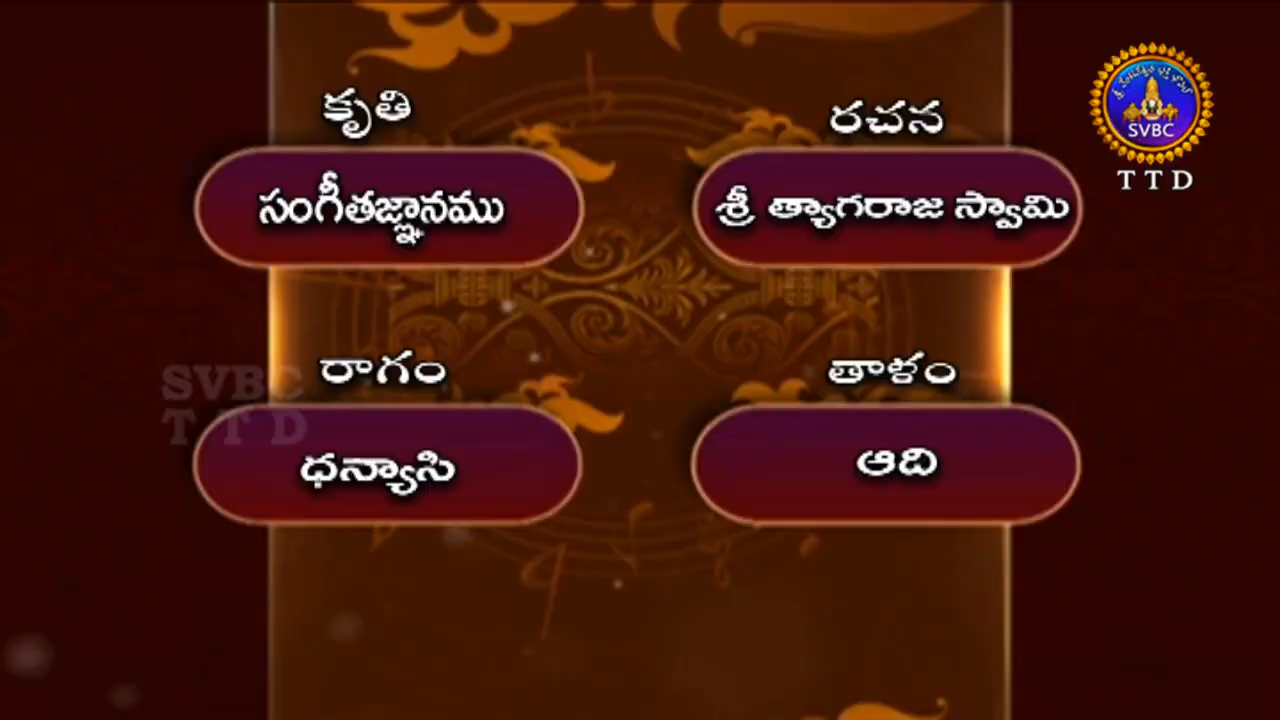 కృతి
రచన
సంగీతజ్ఞానము
శ్రీ త్యాగరాజ స్వామి
రాగం
తాళం
ధన్యాసి
ఆది
SVBC
TTD
SVBC
TTD